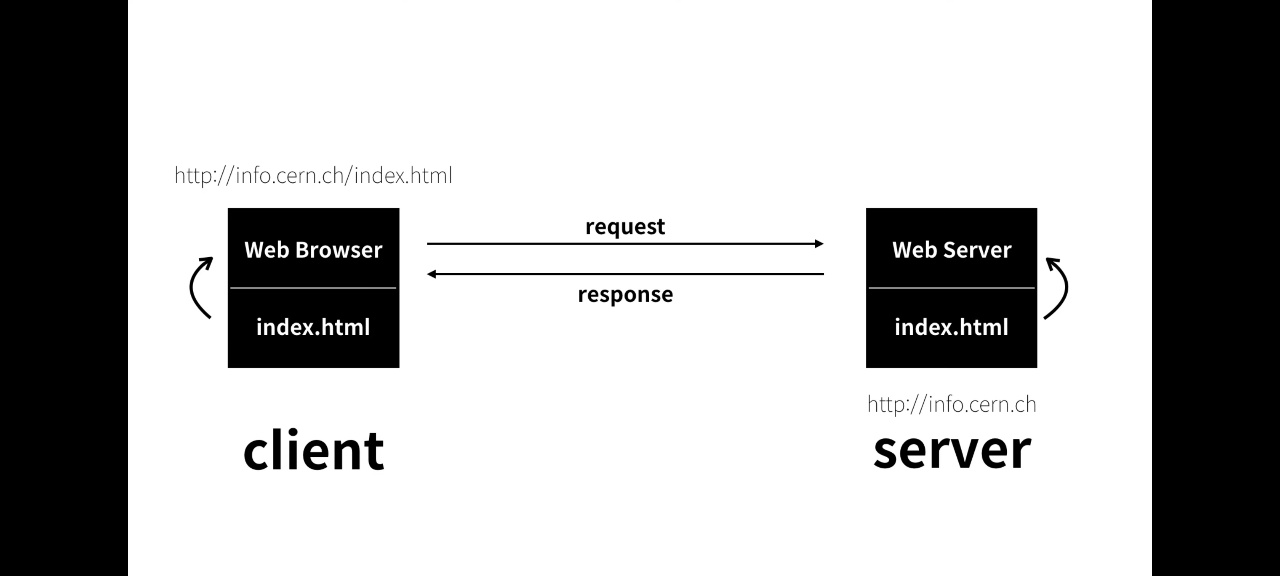 http://info.cern.ch/index.html
Web Browser
index.html
client
request
response
Web Server
index.html
http://info.cern.ch
server